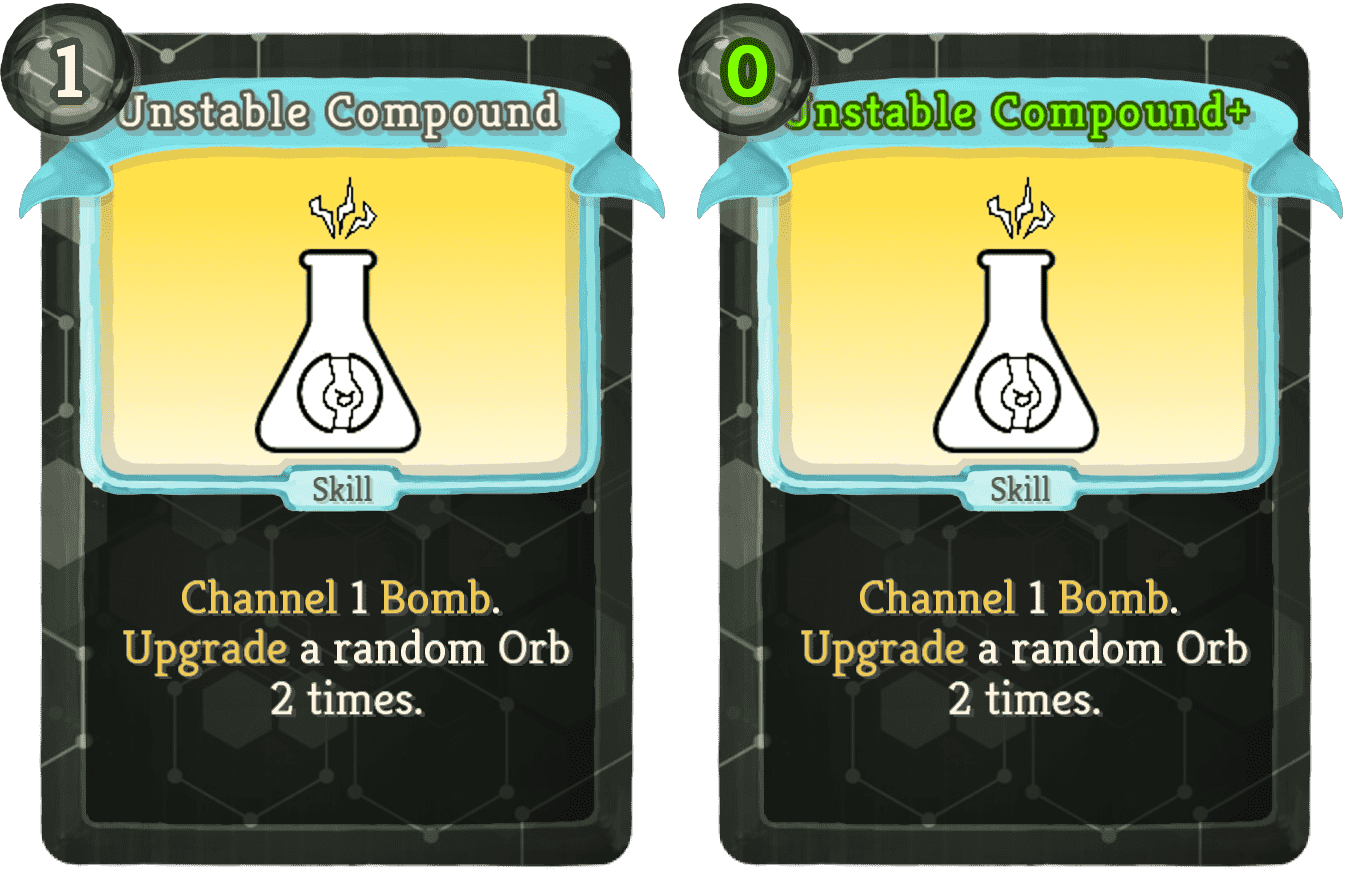 1
Unstable Compound
Skill
Channel 1 Bomb.
Upgrade a random Orb
2 times.
0
Unstable Compound+
Skill
Channel 1 Bomb.
Upgrade a random Orb
2 times.